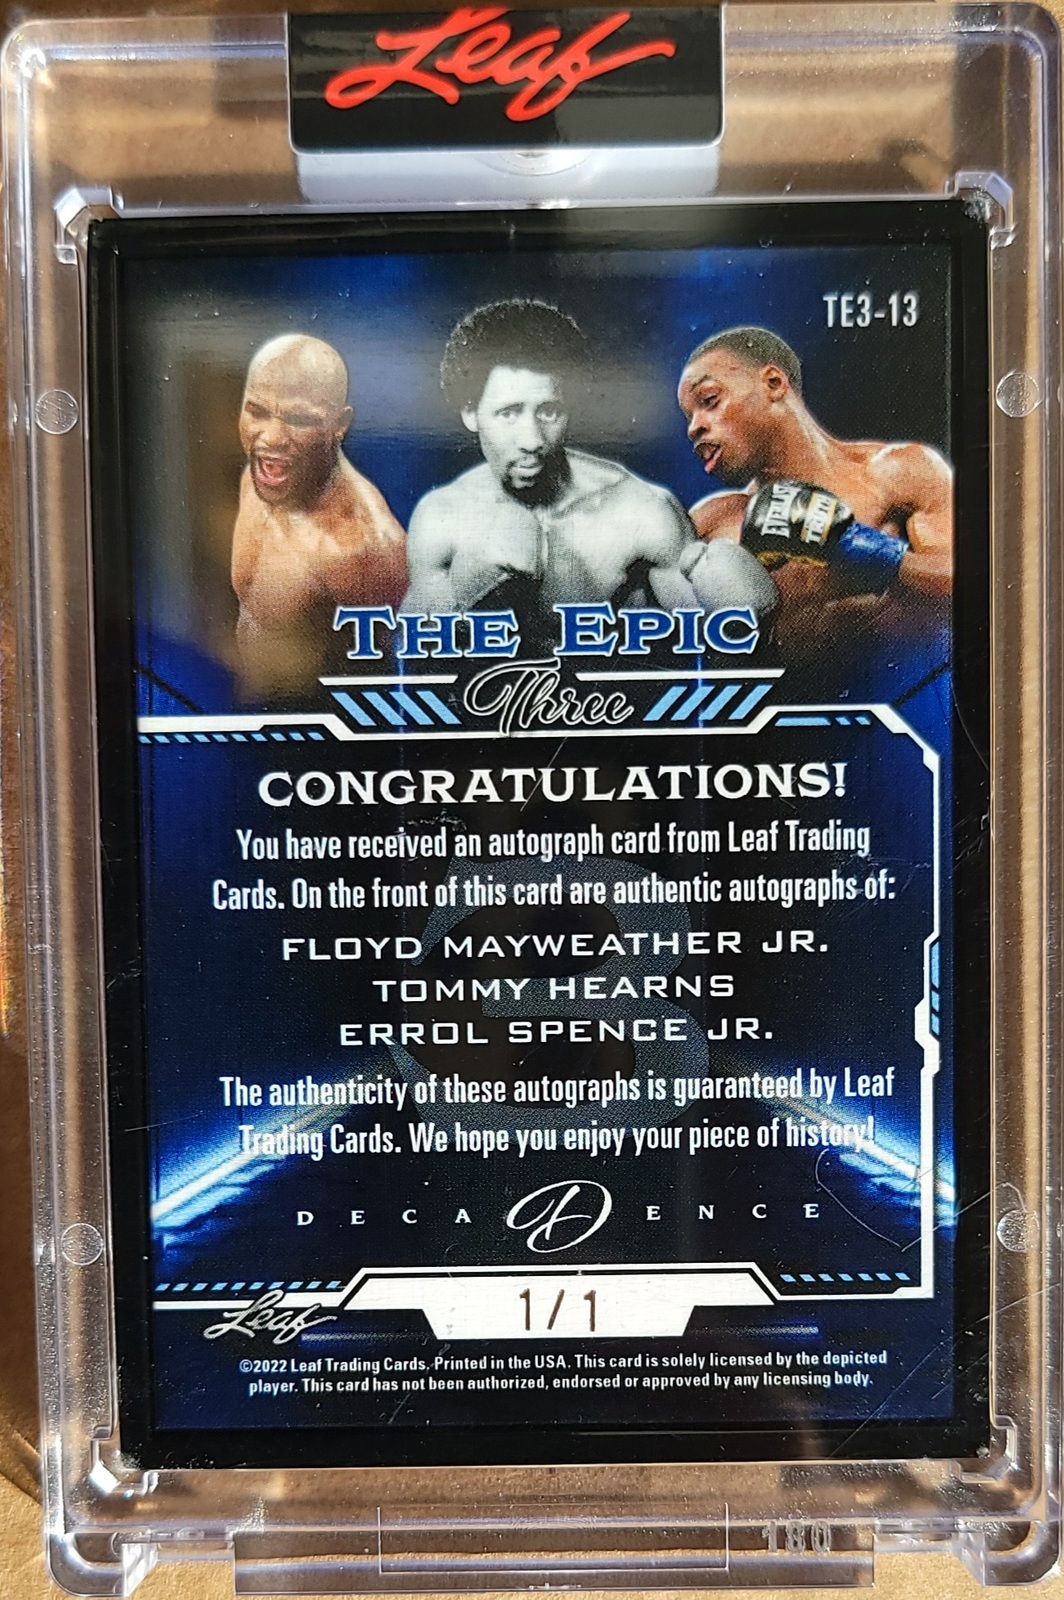 Leaf
TE3-13
EVERLAST
TRUTH
THE EPIC
Three
CONGRATULATIONS!
You have received an autograph card from Leaf Trading
Cards. On the front of this card are authentic autographs of:
FLOYD MAYWEATHER JR.
TOMMY HEARNS
ERROL SPENCE JR.
The authenticity of these autographs is guaranteed by Leaf
Trading Cards. We hope you enjoy your piece of history!
DECADENCE
1/1
Leaf
©2022 Leaf Trading Cards. Printed in the USA. This card is solely licensed by the depicted
player. This card has not been authorized, endorsed or approved by any licensing body.
180